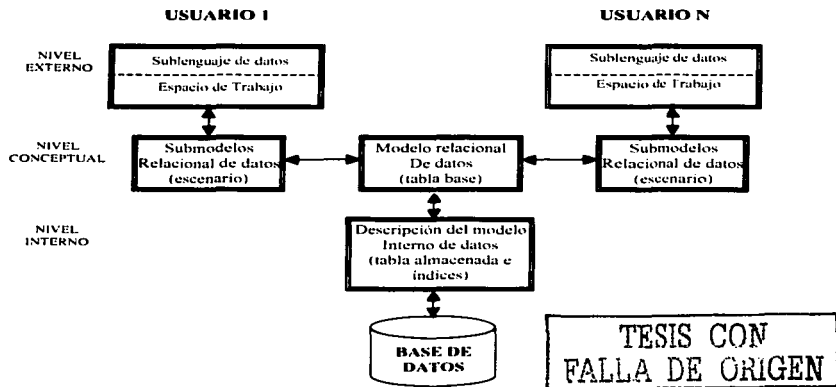 USUARIO 1
USUARIO N
NIVEL
EXTERNO
Sublenguaje de datos
Espacio de Trabajo
Sublenguaje de datos
Espacio de Trabajo
NIVEL
CONCEPTUAL
Submodelos
Relacional de datos
(escenario)
Modelo relacional
De datos
(tabla base)
Submodelos
Relacional de datos
(escenario)
NIVEL
INTERNO
Descripción del modelo
Interno de datos
(tabla almacenada e
índices)
BASE DE
DATOS
TESIS CON
FALLA DE ORIGEN